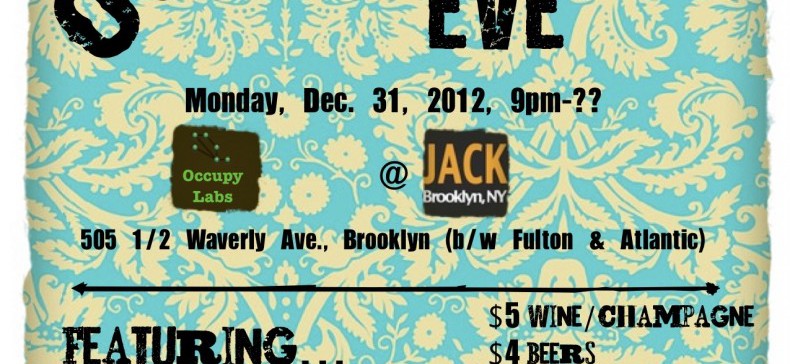 EVE
Monday, Dec. 31, 2012, 9pm-??
Occupy
Labs
@
JACK
Brooklyn, NY
505 1/2 Waverly Ave., Brooklyn (b/w Fulton & Atlantic)
$5 WINE/CHAMPAGNE
FEATURING...
$4 BEERS